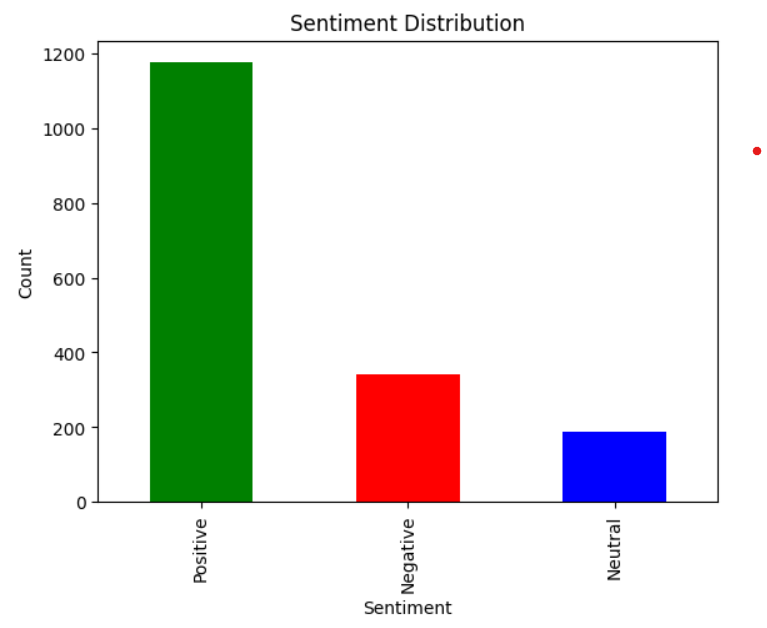 Sentiment Distribution
1200
1000
800
600
400
200
0
Count
Positive
Negative
Neutral
Sentiment